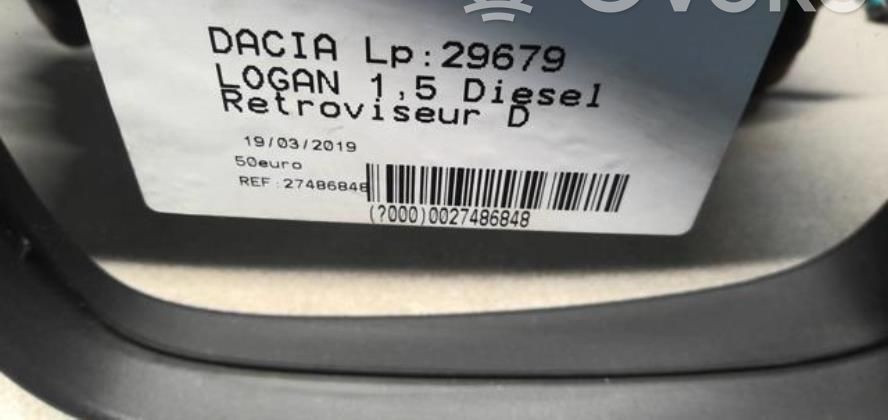 DACIA Lp:29679
LOGAN 1,5 Diesel
Retroviseur D
19/03/2019
50euro
REF:27486848
(?000)0027486848